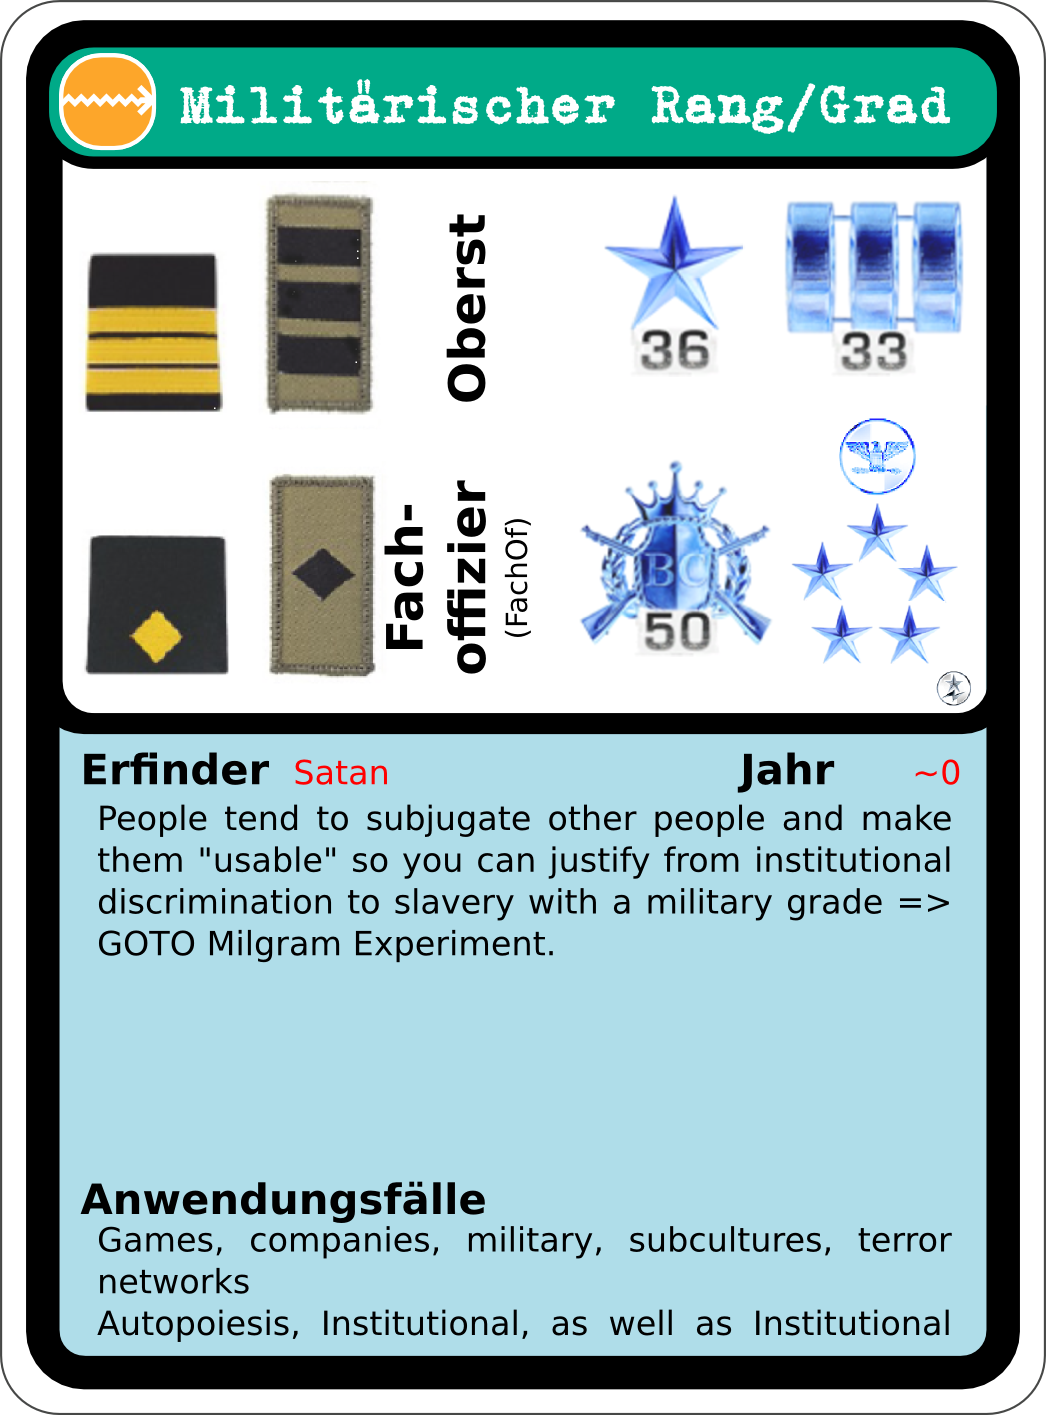 Militärischer Rang/Grad
Oberst
36
33
Fach-
offizier
(FachOf)
BC
50
Erfinder Satan Jahr ~0
People tend to subjugate other people and make
them "usable" so you can justify from institutional
discrimination to slavery with a military grade =>
GOTO Milgram Experiment.
Anwendungsfälle
Games, companies, military, subcultures, terror
networks
Autopoiesis, Institutional, as well as Institutional